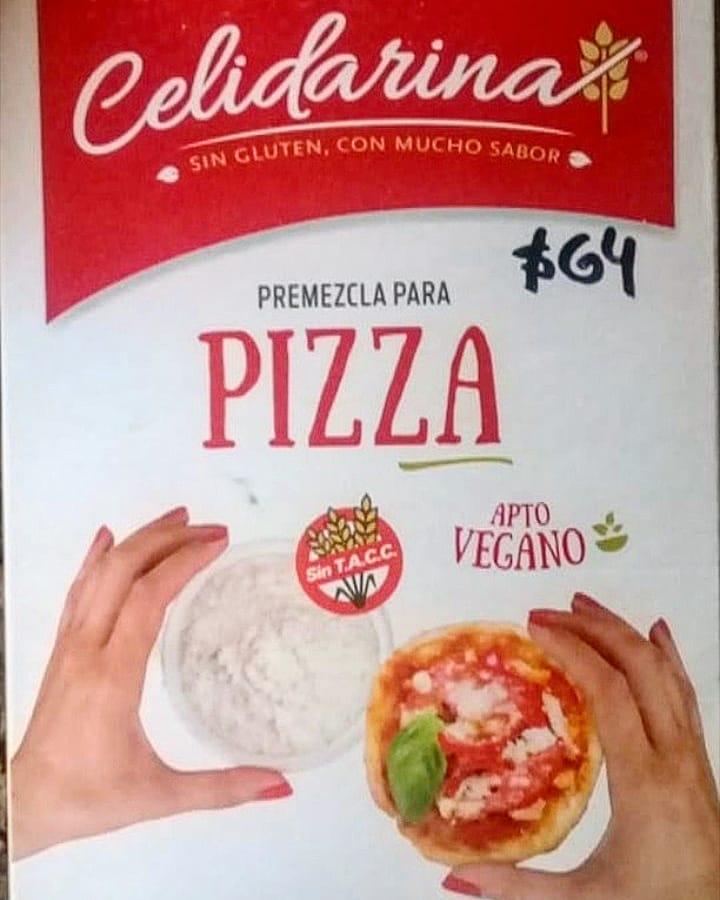 Celidarina®
SIN GLUTEN, CON MUCHO SABOR
$64
PREMEZCLA PARA
PIZZA
Sin T.A.C.C.
APTO
VEGANO